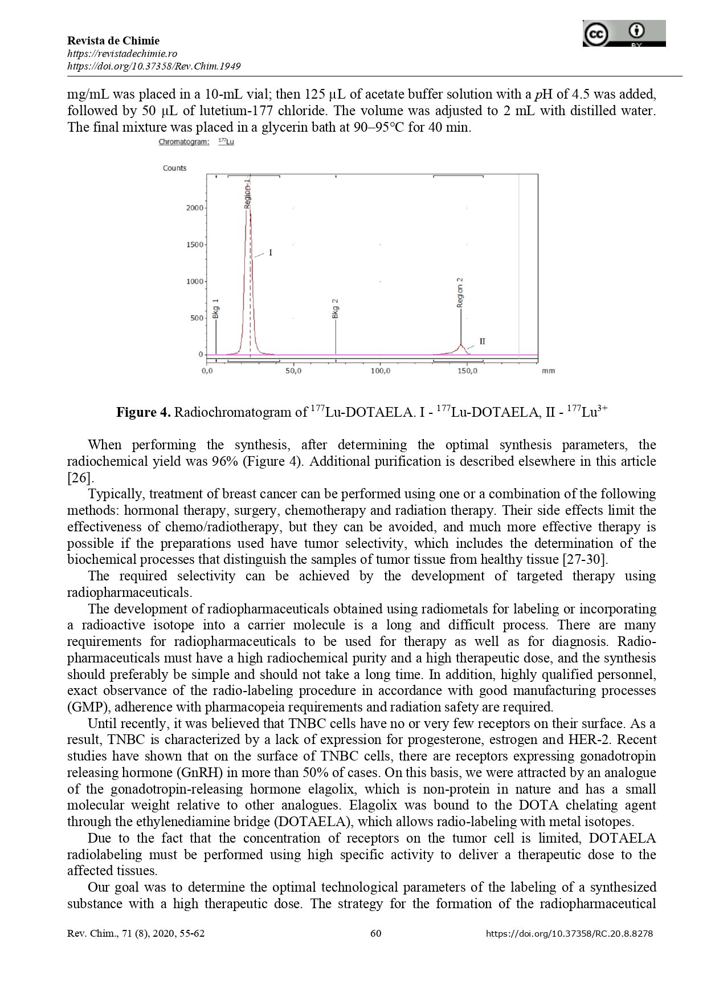 cc
BY
Revista de Chimie
https://revistadechimie.ro
https://doi.org/10.37358/Rev.Chim.1949
mg/mL was placed in a 10-mL vial; then 125 µL of acetate buffer solution with a pH of 4.5 was added,
followed by 50 µL of lutetium-177 chloride. The volume was adjusted to 2 mL with distilled water.
The final mixture was placed in a glycerin bath at 90–95°C for 40 min.
Chromatogram: ¹⁷⁷Lu
Counts
2000
1500
1000
500
0
Region 1
I
Bkg 1
Bkg 2
Region 2
II
0,0 50,0 100,0 150,0 mm
Figure 4. Radiochromatogram of ¹⁷⁷Lu-DOTAELA. I - ¹⁷⁷Lu-DOTAELA, II - ¹⁷⁷Lu³⁺
When performing the synthesis, after determining the optimal synthesis parameters, the
radiochemical yield was 96% (Figure 4). Additional purification is described elsewhere in this article
[26].
Typically, treatment of breast cancer can be performed using one or a combination of the following
methods: hormonal therapy, surgery, chemotherapy and radiation therapy. Their side effects limit the
effectiveness of chemo/radiotherapy, but they can be avoided, and much more effective therapy is
possible if the preparations used have tumor selectivity, which includes the determination of the
biochemical processes that distinguish the samples of tumor tissue from healthy tissue [27-30].
The required selectivity can be achieved by the development of targeted therapy using
radiopharmaceuticals.
The development of radiopharmaceuticals obtained using radiometals for labeling or incorporating
a radioactive isotope into a carrier molecule is a long and difficult process. There are many
requirements for radiopharmaceuticals to be used for therapy as well as for diagnosis. Radio-
pharmaceuticals must have a high radiochemical purity and a high therapeutic dose, and the synthesis
should preferably be simple and should not take a long time. In addition, highly qualified personnel,
exact observance of the radio-labeling procedure in accordance with good manufacturing processes
(GMP), adherence with pharmacopeia requirements and radiation safety are required.
Until recently, it was believed that TNBC cells have no or very few receptors on their surface. As a
result, TNBC is characterized by a lack of expression for progesterone, estrogen and HER-2. Recent
studies have shown that on the surface of TNBC cells, there are receptors expressing gonadotropin
releasing hormone (GnRH) in more than 50% of cases. On this basis, we were attracted by an analogue
of the gonadotropin-releasing hormone elagolix, which is non-protein in nature and has a small
molecular weight relative to other analogues. Elagolix was bound to the DOTA chelating agent
through the ethylenediamine bridge (DOTAELA), which allows radio-labeling with metal isotopes.
Due to the fact that the concentration of receptors on the tumor cell is limited, DOTAELA
radiolabeling must be performed using high specific activity to deliver a therapeutic dose to the
affected tissues.
Our goal was to determine the optimal technological parameters of the labeling of a synthesized
substance with a high therapeutic dose. The strategy for the formation of the radiopharmaceutical
Rev. Chim., 71 (8), 2020, 55-62 60 https://doi.org/10.37358/RC.20.8.8278